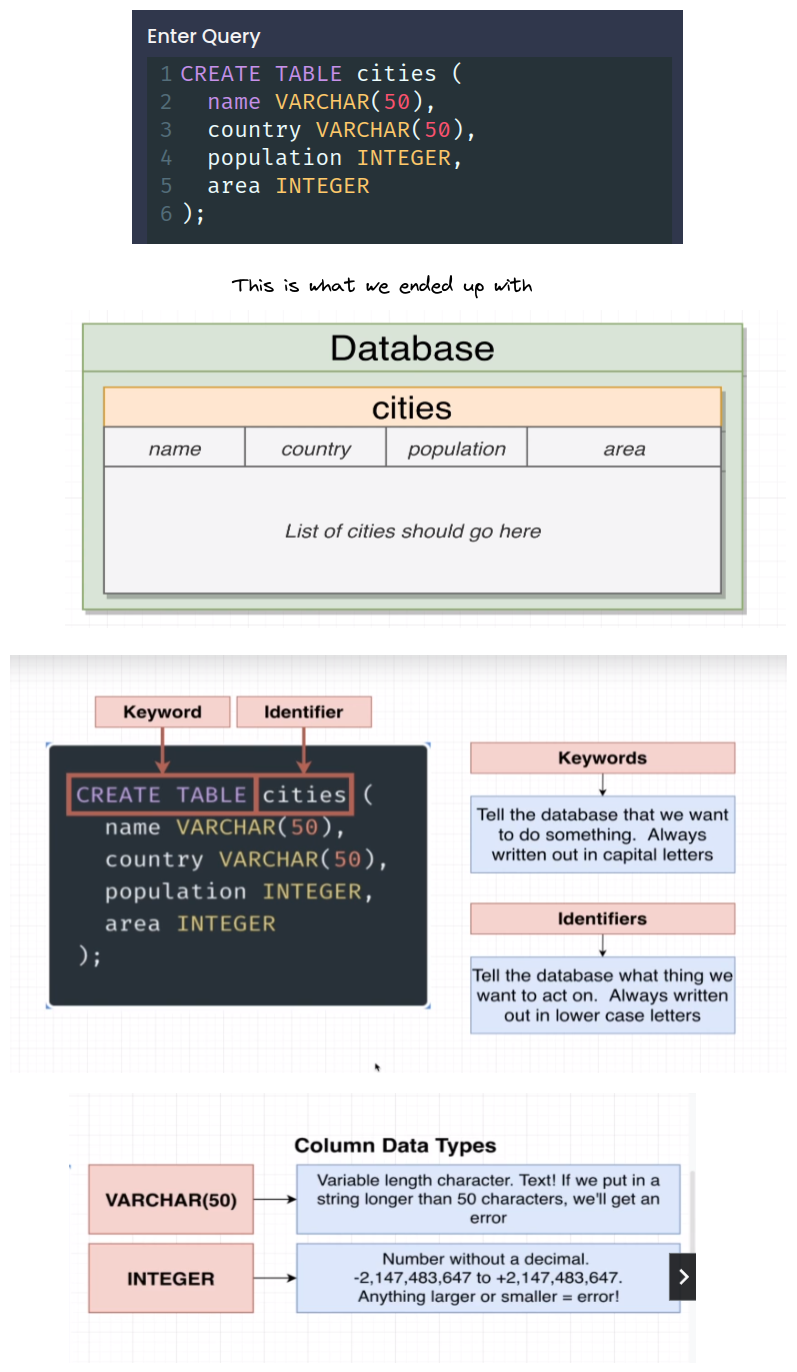 Enter Query
1 CREATE TABLE cities (
2 name VARCHAR(50),
3 country VARCHAR(50),
4 population INTEGER,
5 area INTEGER
6 );
This is what we ended up with
Database
cities
name country population area
List of cities should go here
Keyword Identifier
CREATE TABLE cities (
name VARCHAR(50),
country VARCHAR(50),
population INTEGER,
area INTEGER
);
Keywords
Tell the database that we want
to do something. Always
written out in capital letters
Identifiers
Tell the database what thing we
want to act on. Always written
out in lower case letters
Column Data Types
VARCHAR(50)
Variable length character. Text! If we put in a
string longer than 50 characters, we'll get an
error
INTEGER
Number without a decimal.
-2,147,483,647 to +2,147,483,647.
Anything larger or smaller = error!